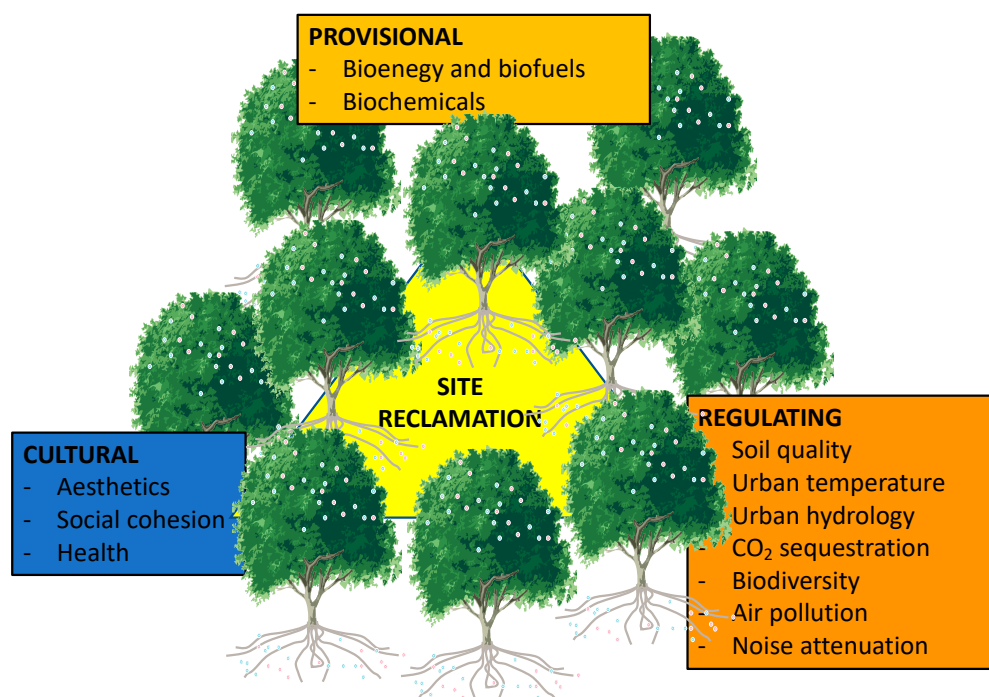 PROVISIONAL
- Bioenegy and biofuels
- Biochemicals
SITE
RECLAMATION
CULTURAL
- Aesthetics
- Social cohesion
- Health
REGULATING
Soil quality
Urban temperature
Urban hydrology
- CO₂ sequestration
- Biodiversity
- Air pollution
- Noise attenuation